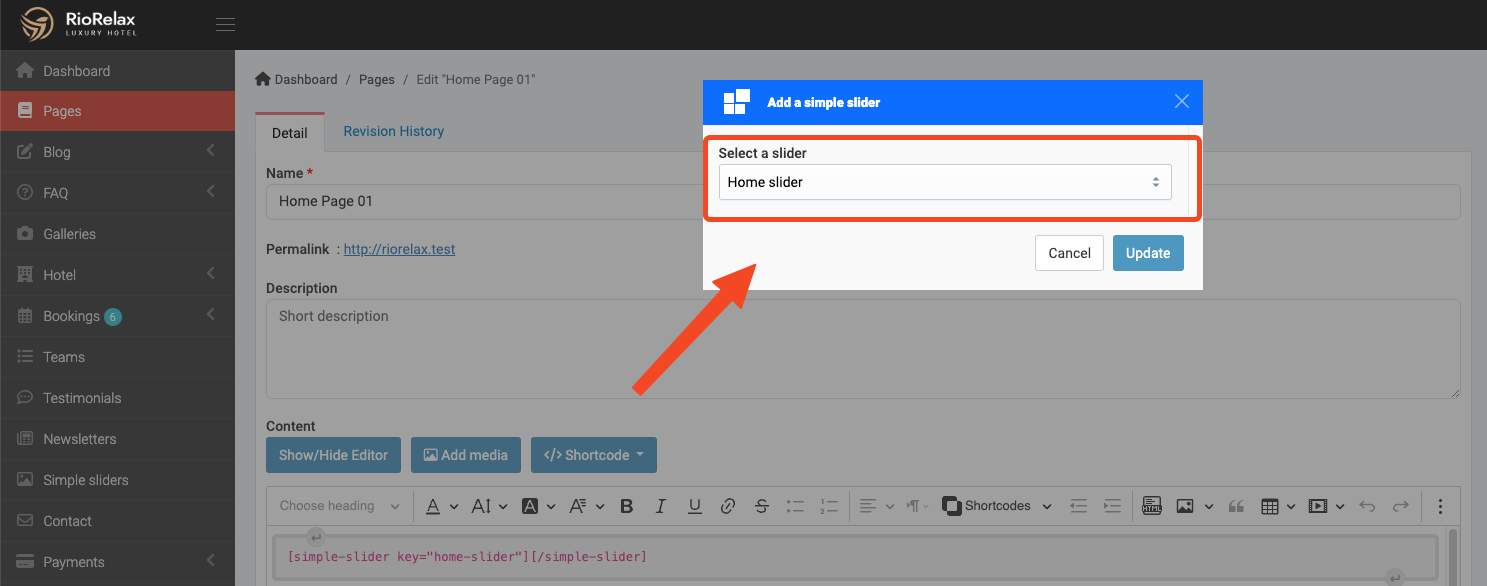 RioRelax
LUXURY HOTEL
Dashboard
Pages
Blog
FAQ
Galleries
Hotel
Bookings 6
Teams
Testimonials
Newsletters
Simple sliders
Contact
Payments
Dashboard / Pages / Edit "Home Page 01"
Detail
Revision History
Name *
Home Page 01
Permalink : http://riorelax.test
Description
Short description
Content
Show/Hide Editor
Add media
</> Shortcode
Choose heading
A
AI
A
A
B
I
U
S
Shortcodes
HTML
[simple-slider key="home-slider"][/simple-slider]
Add a simple slider
Select a slider
Home slider
Cancel
Update